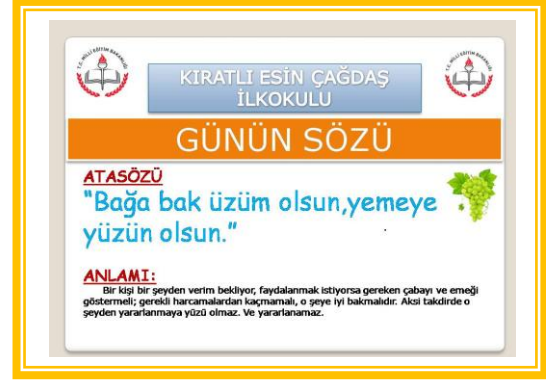 KIRATLI ESİN ÇAĞDAŞ
İLKOKULU
GÜNÜN SÖZÜ
ATASÖZÜ
"Bağa bak üzüm olsun,yemeye
yüzün olsun."
ANLAMI:
Bir kişi bir şeyden verim bekliyor, faydalanmak istiyorsa gereken çabayı ve emeği
göstermeli; gerekli harcamalardan kaçmamalı, o şeye iyi bakmalıdır. Aksi takdirde o
şeyden yararlanmaya yüzü olmaz. Ve yararlanamaz.